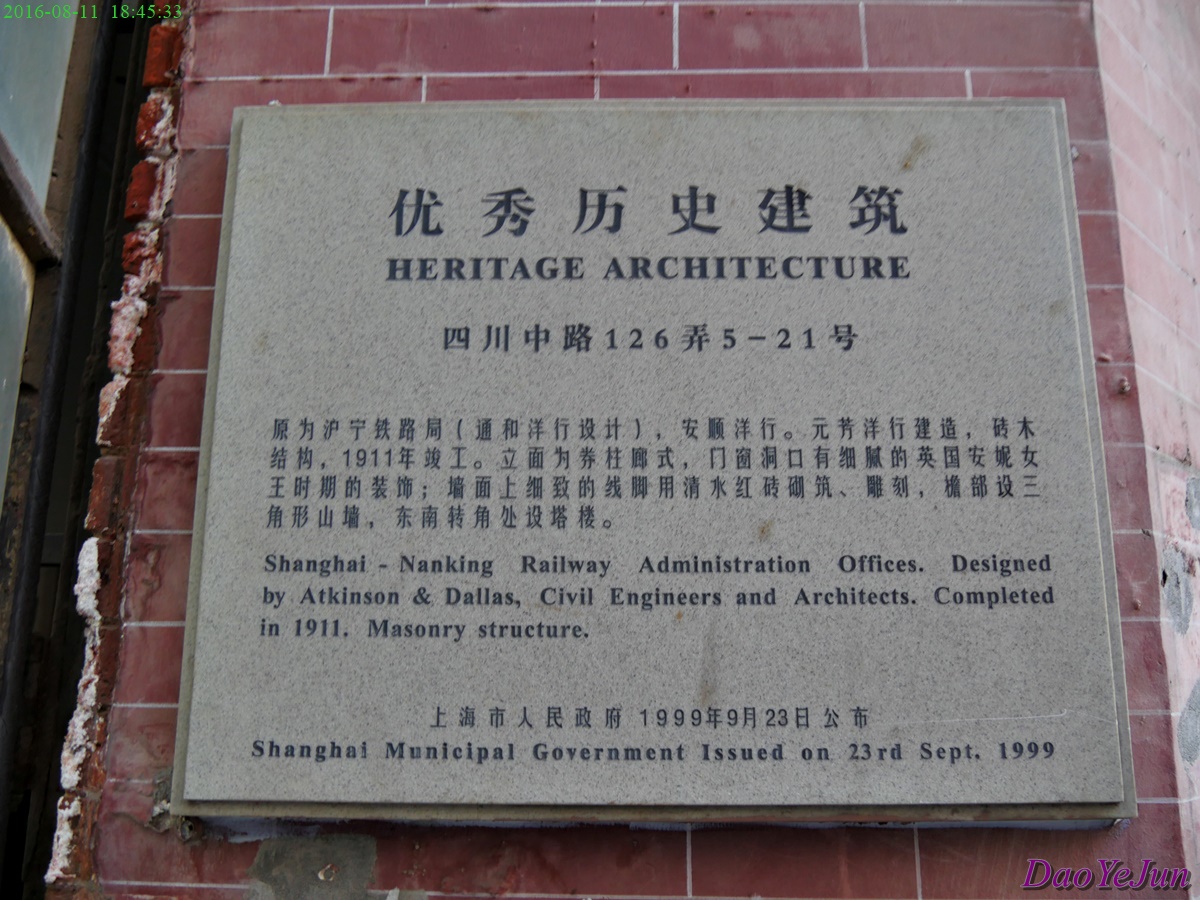 2016-08-11 18:45:33
优秀历史建筑
HERITAGE ARCHITECTURE
四川中路126弄5-21号
原为沪宁铁路局(通和洋行设计),安顺洋行。元芳洋行建造,砖木
结构,1911年竣工。立面为券柱廊式,门窗洞口有细腻的英国安妮女
王时期的装饰;墙面上细致的线脚用清水红砖砌筑、雕刻,檐部设三
角形山墙,东南转角处设塔楼。
Shanghai - Nanking Railway Administration Offices. Designed
by Atkinson & Dallas, Civil Engineers and Architects. Completed
in 1911. Masonry structure.
上海市人民政府 1999年9月23日公布
Shanghai Municipal Government Issued on 23rd Sept. 1999
DaoYeJun